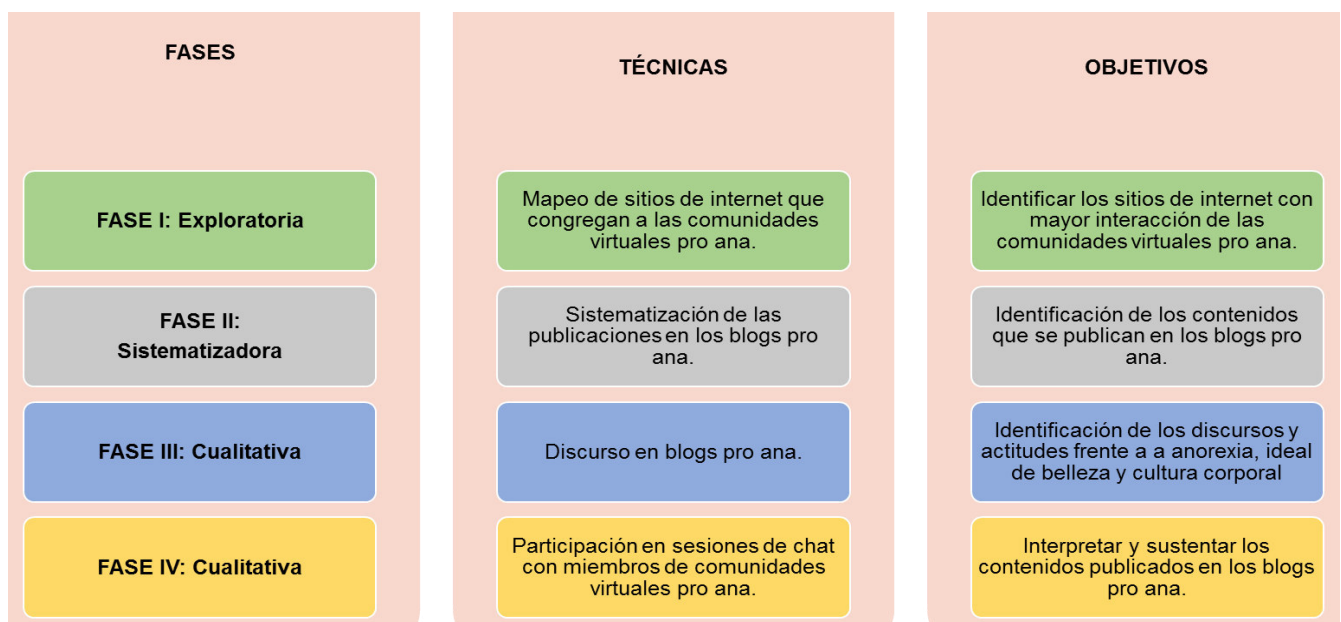 FASES
TÉCNICAS
OBJETIVOS
FASE I: Exploratoria
Mapeo de sitios de internet que
congregan a las comunidades
virtuales pro ana.
Identificar los sitios de internet con
mayor interacción de las
comunidades virtuales pro ana.
FASE II:
Sistematizadora
Sistematización de las
publicaciones en los blogs pro
ana.
Identificación de los contenidos
que se publican en los blogs pro
ana.
FASE III: Cualitativa
Discurso en blogs pro ana.
Identificación de los discursos y
actitudes frente a a anorexia, ideal
de belleza y cultura corporal
FASE IV: Cualitativa
Participación en sesiones de chat
con miembros de comunidades
virtuales pro ana.
Interpretar y sustentar los
contenidos publicados en los blogs
pro ana.